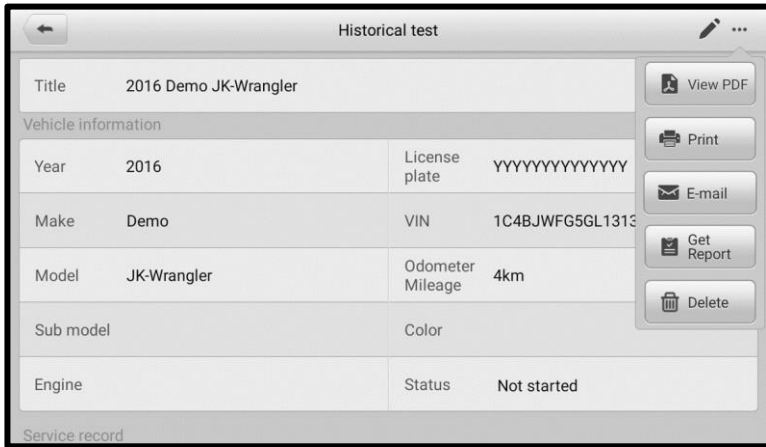 Historical test
Title 2016 Demo JK-Wrangler
Vehicle information
Year 2016 License plate YYYYYYYYYYYYYY
Make Demo VIN 1C4BJWFG5GL1313
Model JK-Wrangler Odometer Mileage 4km
Sub model Color
Engine Status Not started
Service record
View PDF
Print
E-mail
Get
Report
Delete